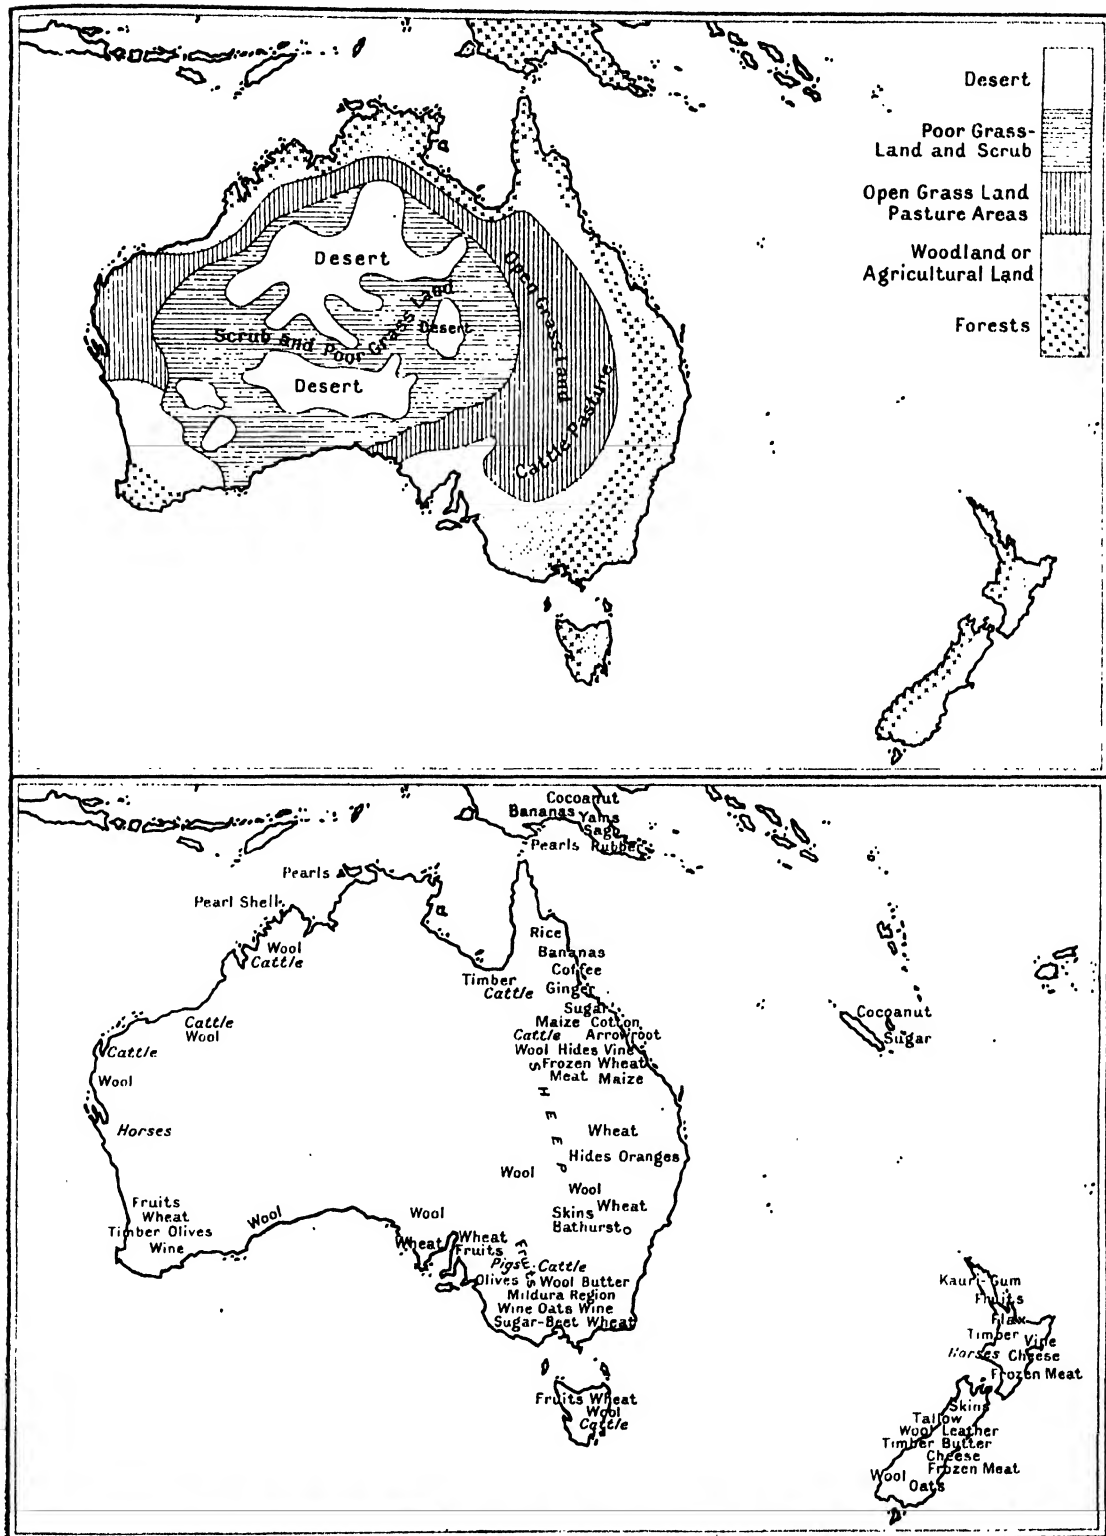 Desert
Poor Grass-
Land and Scrub
Open Grass Land
Pasture Areas
Woodland or
Agricultural Land
Forests
Desert
Open Grass Land
Scrub and Poor Grass Land
Desert
Desert
Cattle Pasture
Cocoanut
Bananas Yams
Sago
Pearls Rubber
Pearls
Pearl Shell
Rice
Wool
Cattle
Bananas
Coffee
Timber
Cattle
Ginger
Sugar
Cattle
Wool
Maize Cotton
Cattle Arrowroot
Cocoanut
Sugar
Cattle
Wool Hides Vine
Frozen Wheat
Meat Maize
Wool
SHEEP
Horses
Wheat
Hides Oranges
Wool
Wool
Fruits
Wheat
Timber Olives
Wine
Wool
Wool
Skins Wheat
Bathurst
Wheat
Wheat
Fruits
Fruits
Pigs Cattle
Olives Wool Butter
Mildura Region
Wine Oats Wine
Sugar-Beet Wheat
Kauri-Gum
Fruits
Flax
Timber Vine
Horses Cheese
Frozen Meat
Fruits Wheat
Wool
Cattle
Skins
Tallow
Wool Leather
Timber Butter
Cheese
Frozen Meat
Wool
Oats